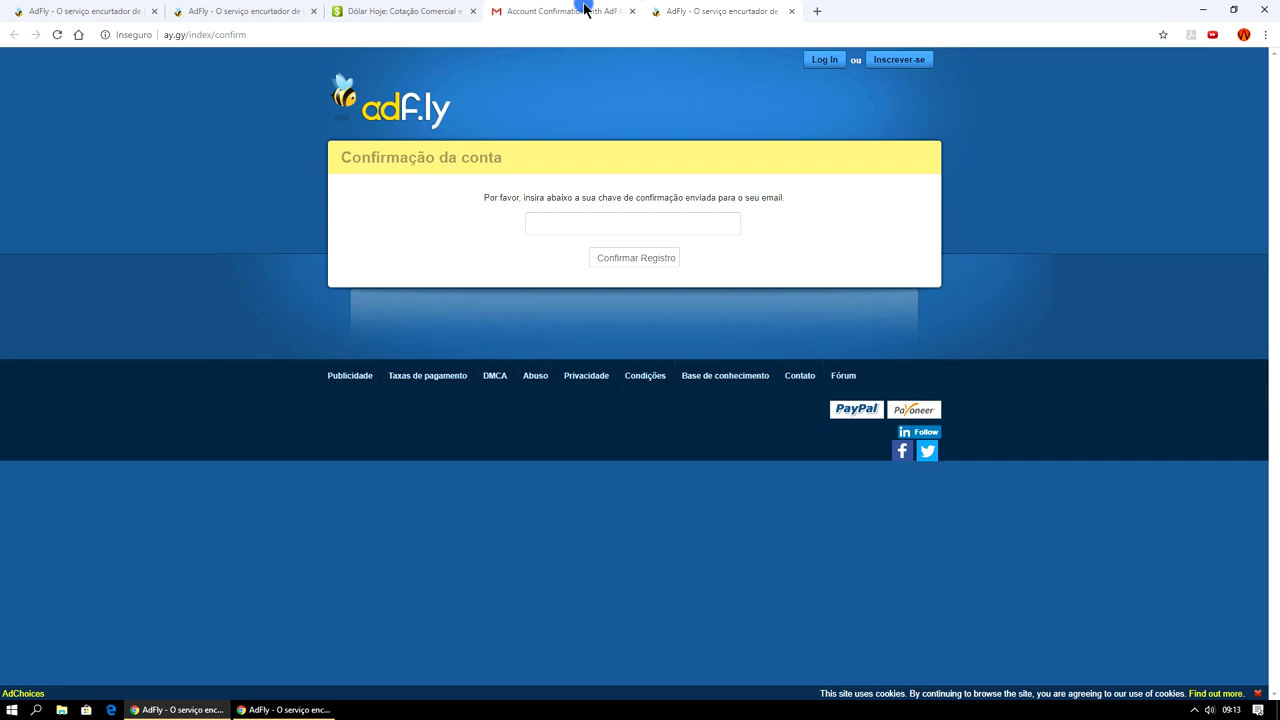 AdFly - O serviço encurtador de l
AdFly - O serviço encurtador de l
Dólar Hoje: Cotação Comercial e
Account Confirmation with AdF.
AdFly - O serviço encurtador de
Inseguro
ay.gy/index/confirm
Log In ou Inscrever-se
adf.ly
Confirmação da conta
Por favor, insira abaixo a sua chave de confirmação enviada para o seu email.
Confirmar Registro
Publicidade Taxas de pagamento DMCA Abuso Privacidade Condições Base de conhecimento Contato Fórum
PayPal Payoneer
in Follow
AdChoices
This site uses cookies. By continuing to browse the site, you are agreeing to our use of cookies. Find out more.
AdFly - O serviço enc...
AdFly - O serviço enc...
09:13